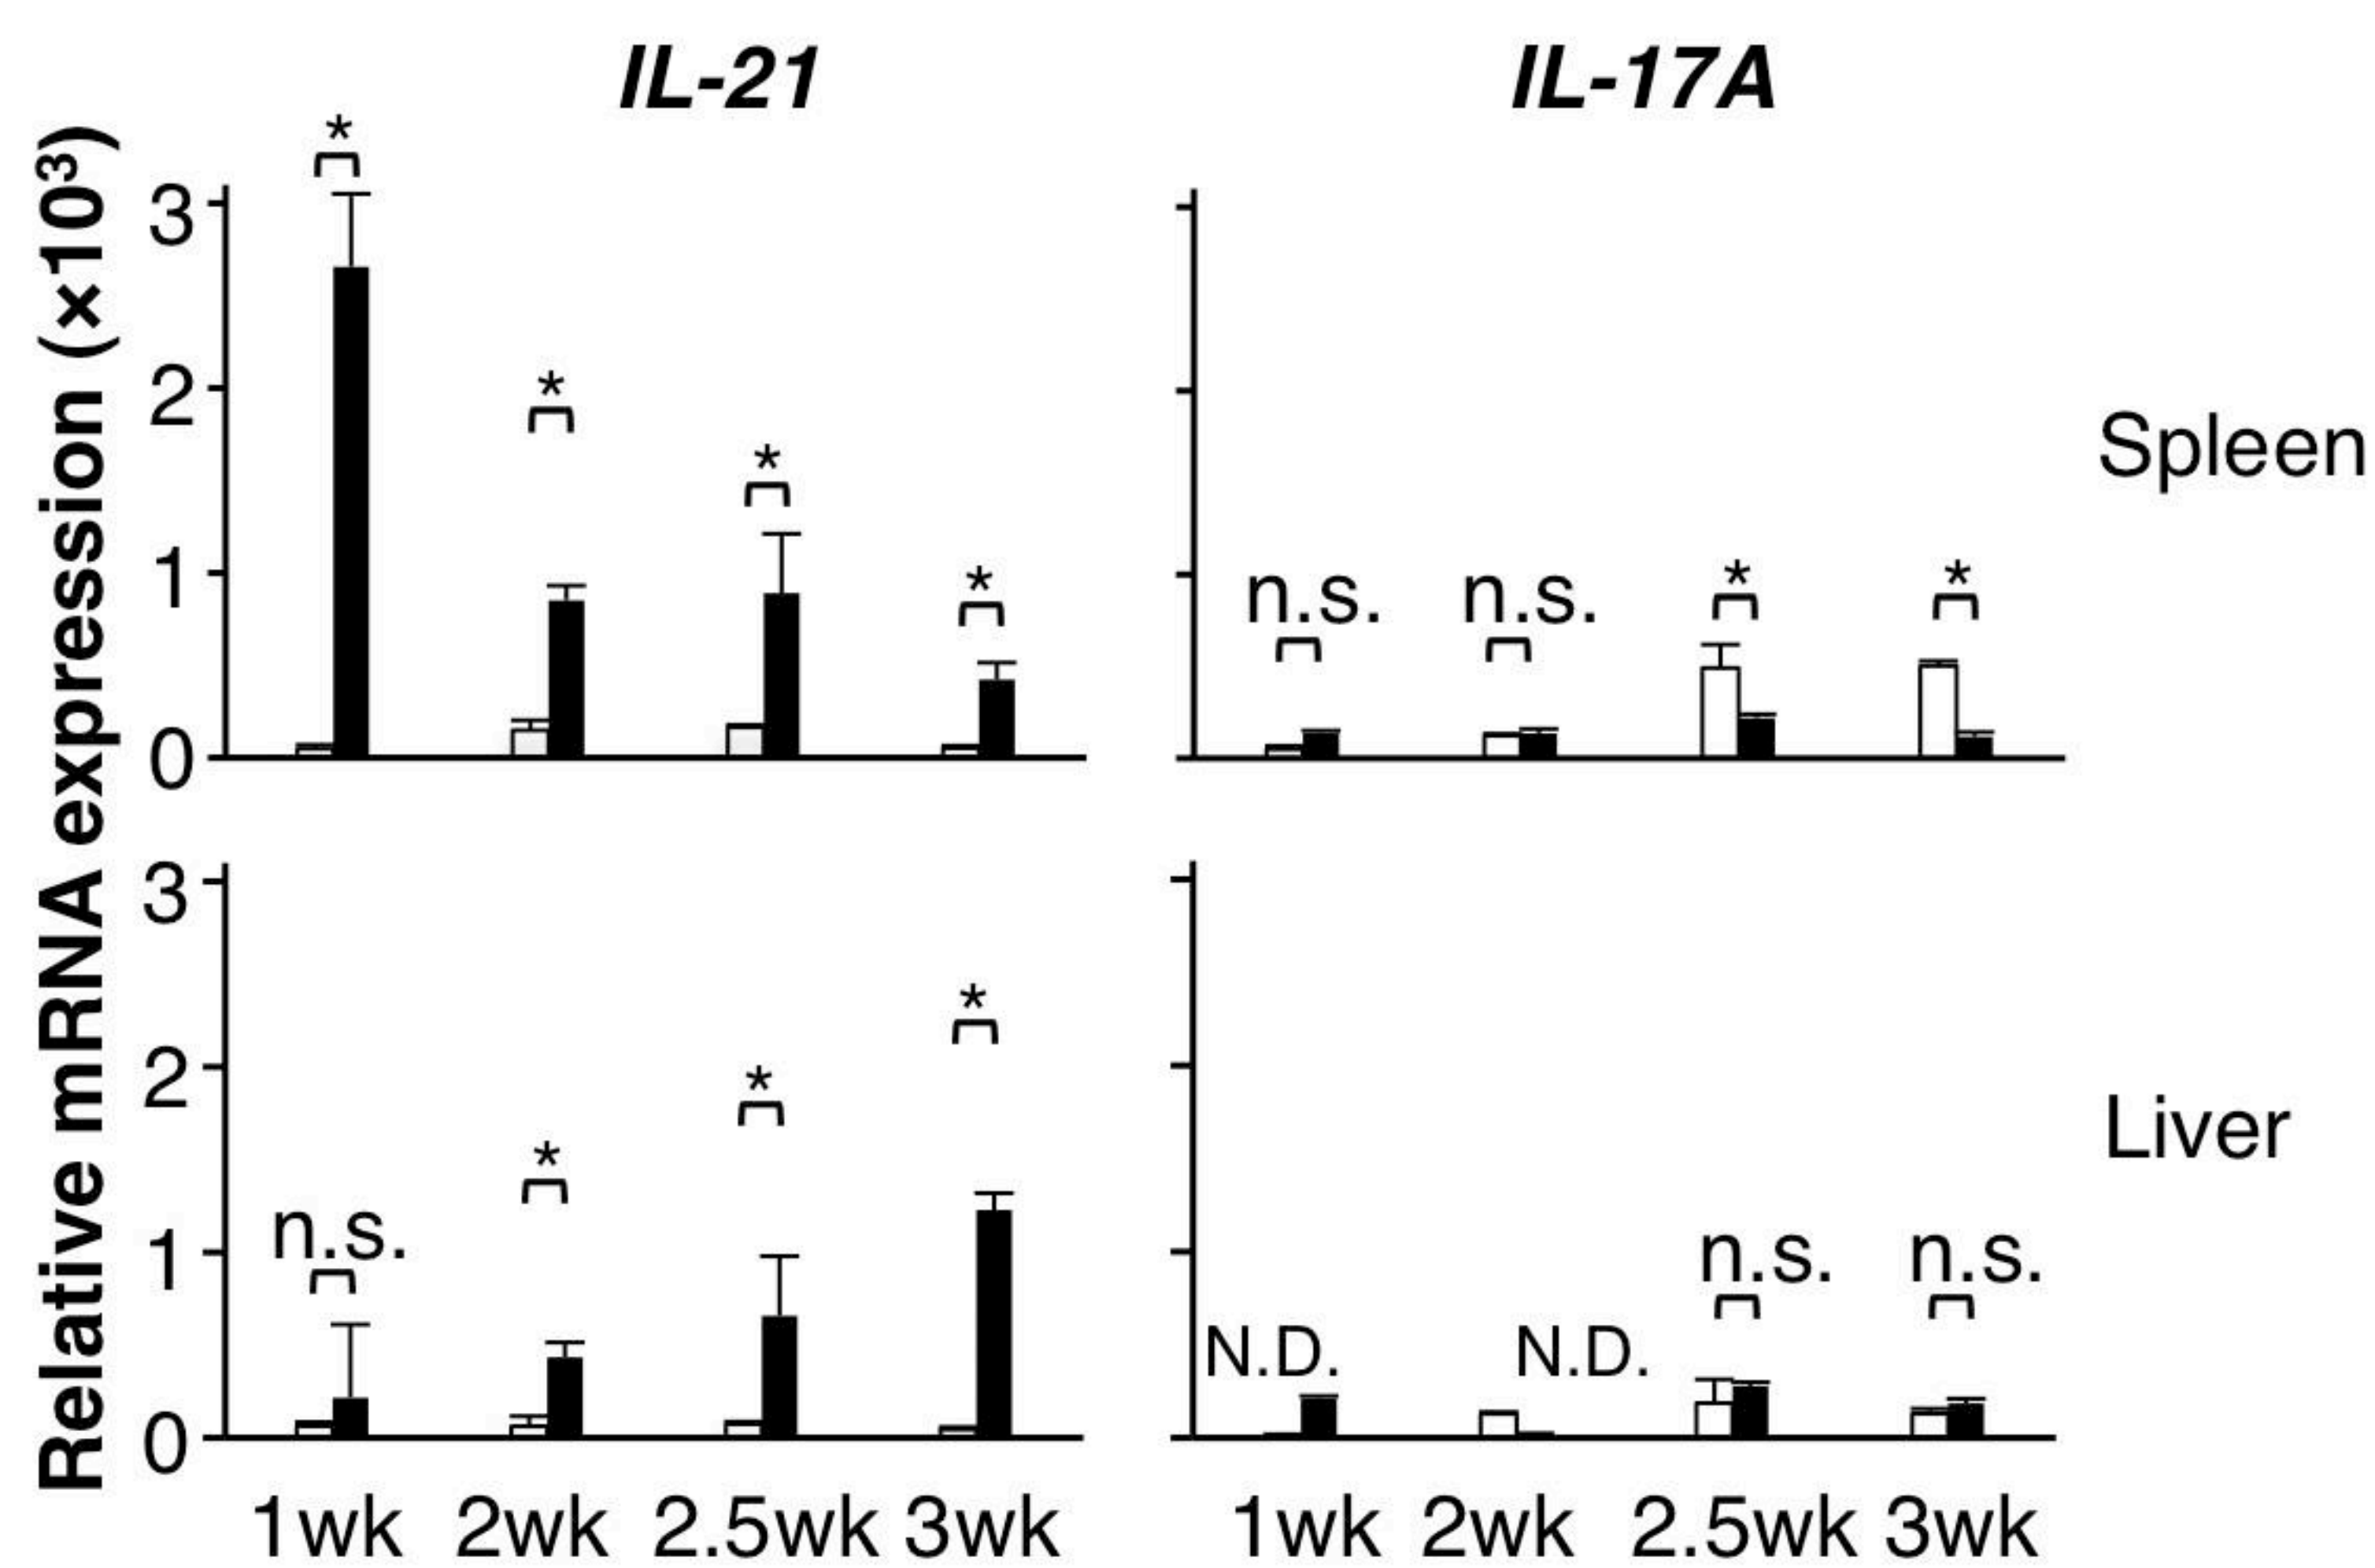 IL-21
IL-17A
Relative mRNA expression (×10³)
*
3
2
1
0
*
*
*
n.s.
n.s.
*
*
Spleen
3
2
1
0
n.s.
*
*
*
N.D.
N.D.
n.s.
n.s.
Liver
1wk 2wk 2.5wk 3wk
1wk 2wk 2.5wk 3wk